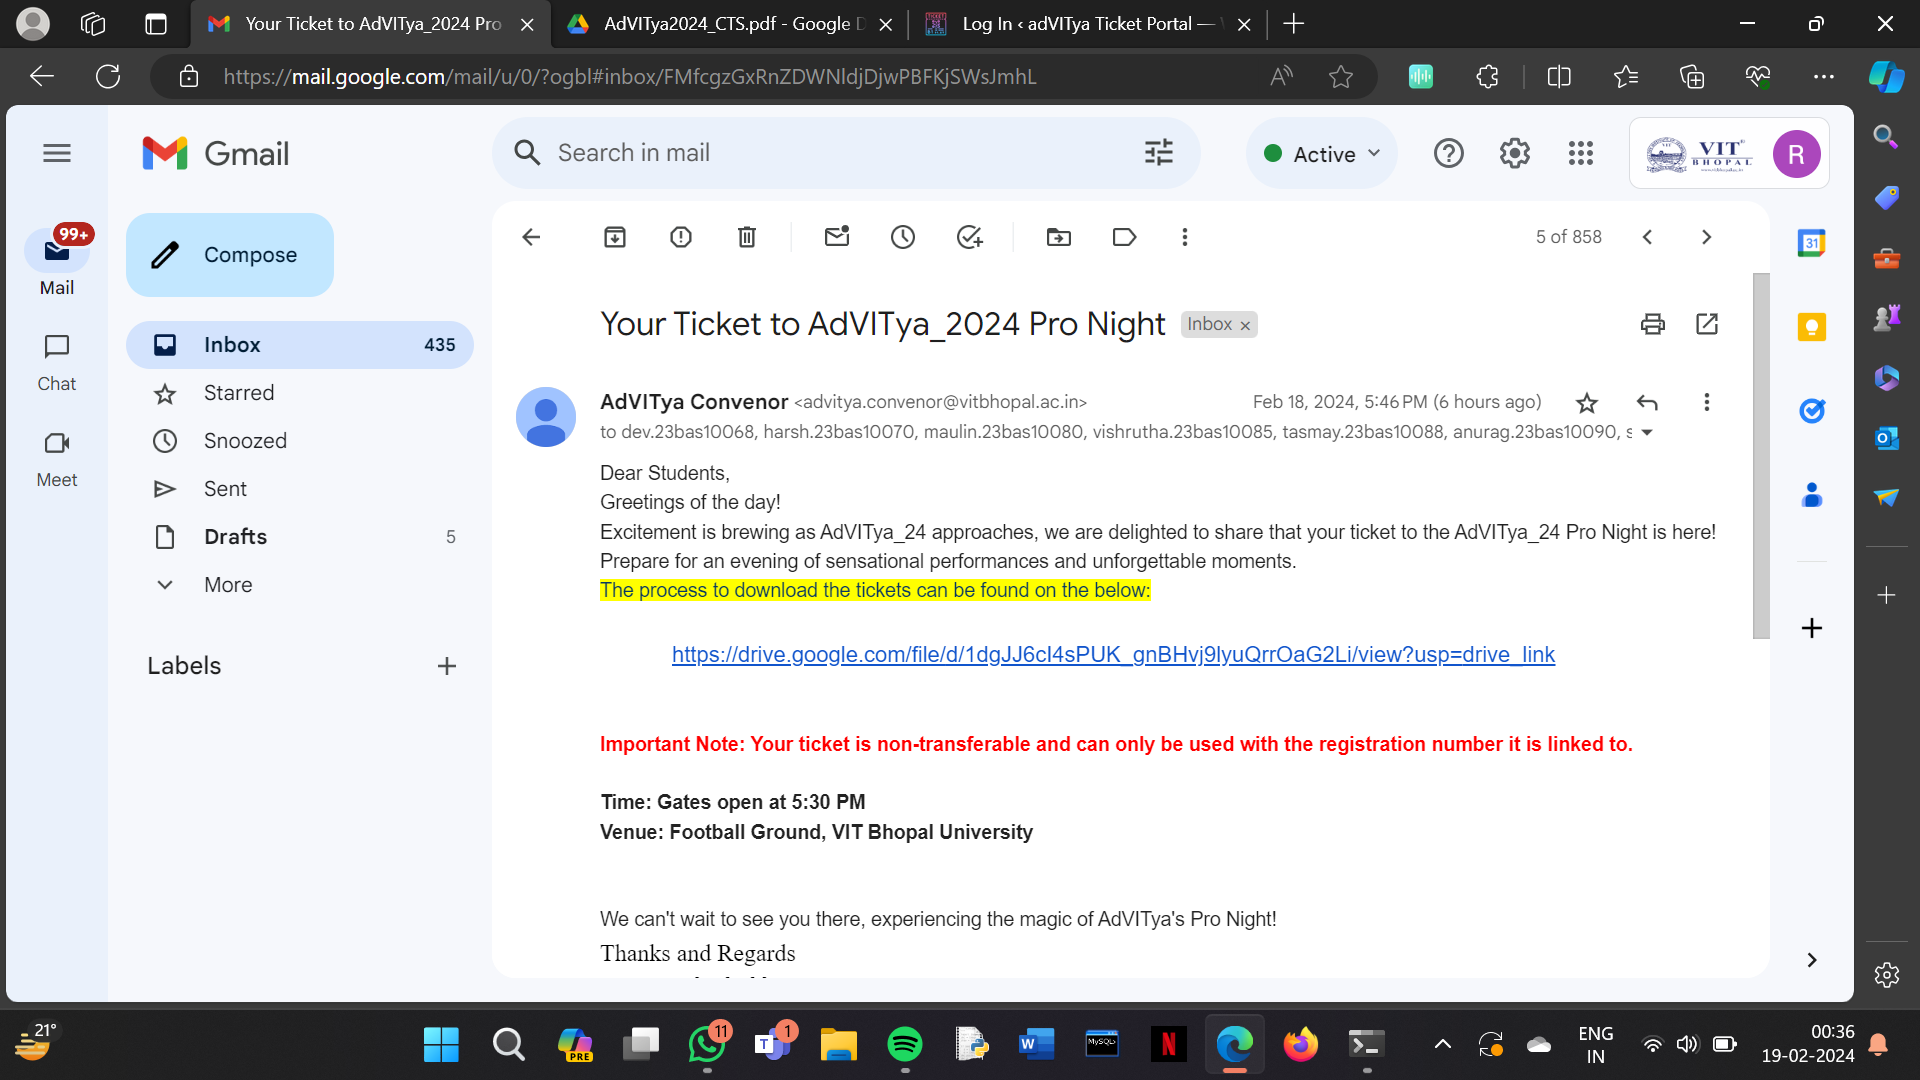 Your Ticket to AdVITya_2024 Pro
AdVITya2024_CTS.pdf - Google D
Log In ‹ adVITya Ticket Portal —
https://mail.google.com/mail/u/0/?ogbl#inbox/FMfcgzGxRnZDWNldjDjwPBFKjSWsJmhL
Gmail
Search in mail
Active
VIT
BHOPAL
R
99+
Mail
Chat
Meet
Compose
Inbox 435
Starred
Snoozed
Sent
Drafts 5
More
Labels
5 of 858
31
Your Ticket to AdVITya_2024 Pro Night Inbox
AdVITya Convenor <advitya.convenor@vitbhopal.ac.in> Feb 18, 2024, 5:46 PM (6 hours ago)
to dev.23bas10068, harsh.23bas10070, maulin.23bas10080, vishrutha.23bas10085, tasmay.23bas10088, anurag.23bas10090, s
Dear Students,
Greetings of the day!
Excitement is brewing as AdVITya_24 approaches, we are delighted to share that your ticket to the AdVITya_24 Pro Night is here!
Prepare for an evening of sensational performances and unforgettable moments.
The process to download the tickets can be found on the below:
https://drive.google.com/file/d/1dgJJ6cI4sPUK_gnBHvj9lyuQrrOaG2Li/view?usp=drive_link
Important Note: Your ticket is non-transferable and can only be used with the registration number it is linked to.
Time: Gates open at 5:30 PM
Venue: Football Ground, VIT Bhopal University
We can't wait to see you there, experiencing the magic of AdVITya's Pro Night!
Thanks and Regards
21°
PRE
11
1
MySQL
ENG
IN
00:36
19-02-2024